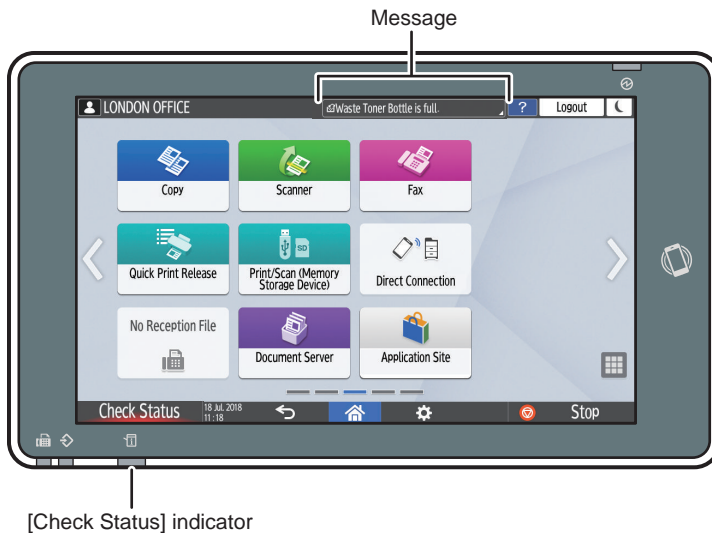 Message
LONDON OFFICE
Waste Toner Bottle is full.
?
Logout
Copy
Scanner
Fax
SD
Quick Print Release
Print/Scan (Memory
Storage Device)
Direct Connection
No Reception File
Document Server
Application Site
Check Status
18 Jul. 2018
11 : 18
Stop
[Check Status] indicator